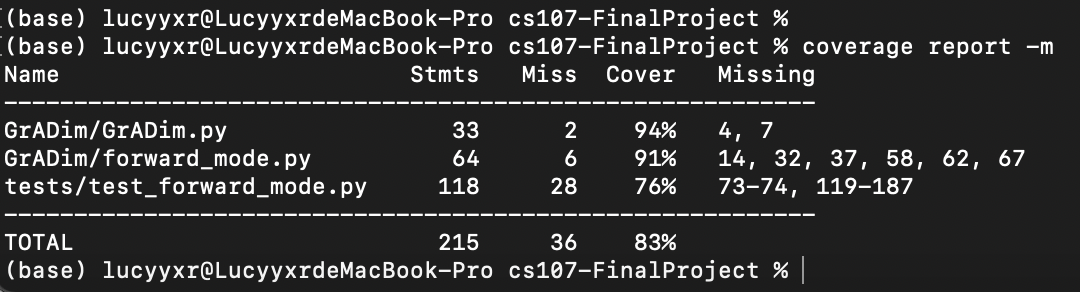 (base) lucyyxr@LucyyxrdeMacBook-Pro cs107-FinalProject %
(base) lucyyxr@LucyyxrdeMacBook-Pro cs107-FinalProject % coverage report -m
Name                              Stmts   Miss  Cover   Missing
-----------------------------------------------------------
GrADim/GrADim.py                     33      2    94%   4, 7
GrADim/forward_mode.py               64      6    91%   14, 32, 37, 58, 62, 67
tests/test_forward_mode.py          118     28    76%   73-74, 119-187
-----------------------------------------------------------
TOTAL                               215     36    83%
(base) lucyyxr@LucyyxrdeMacBook-Pro cs107-FinalProject %